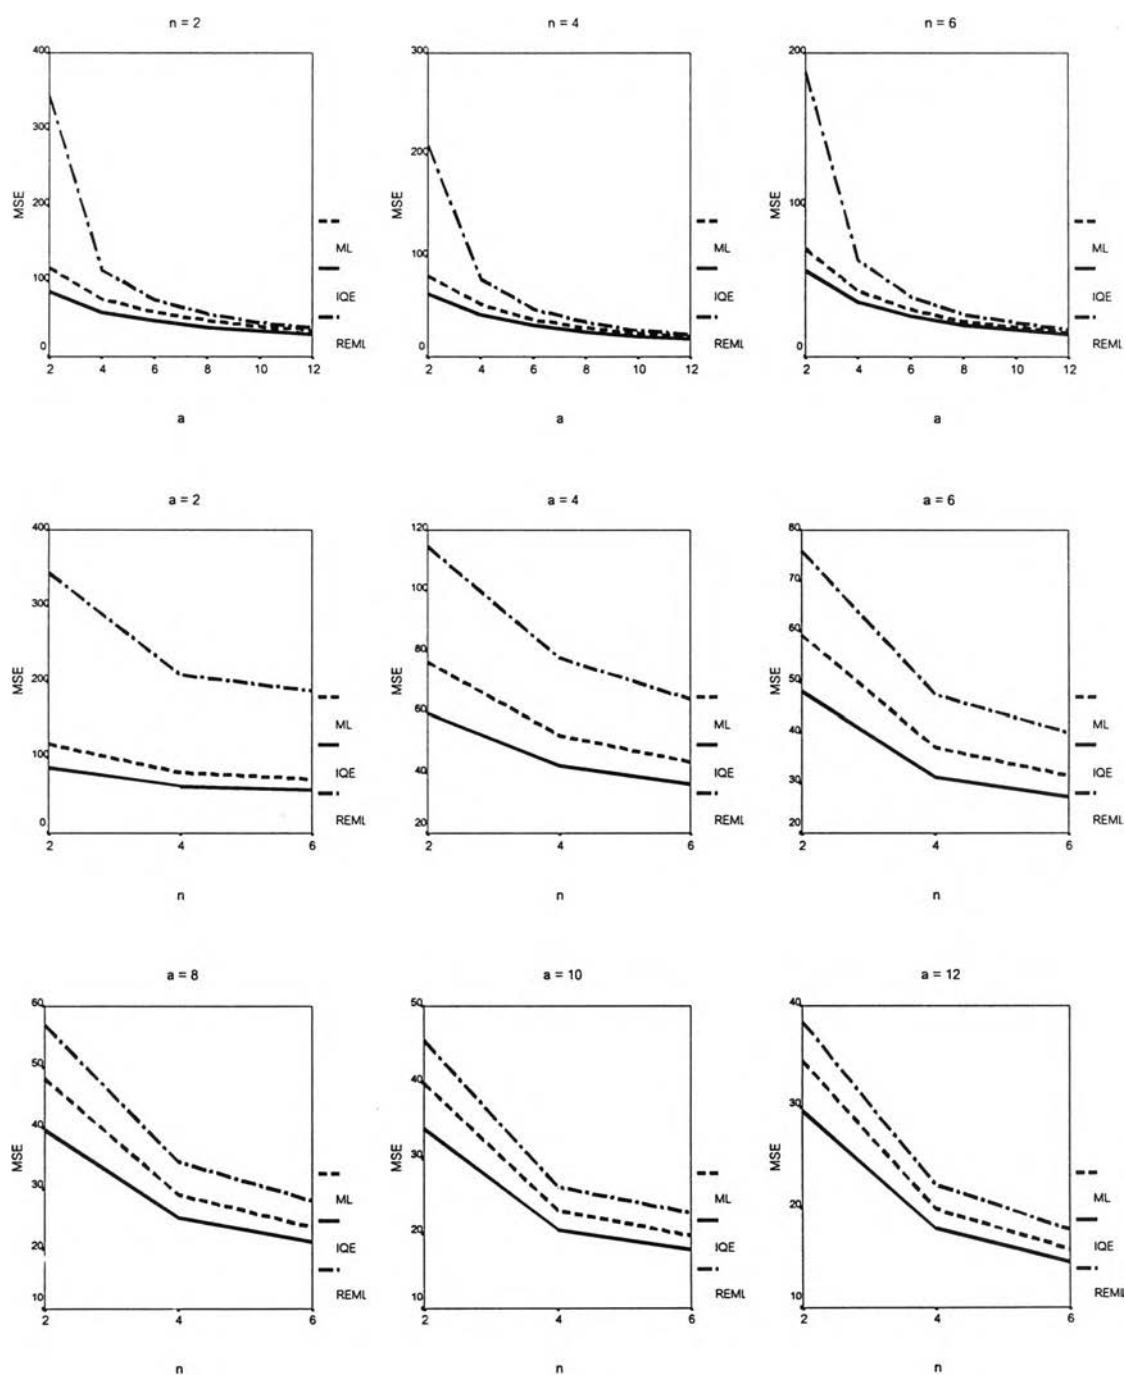 n = 2
400
300
200
100
0
MSE
2 4 6 8 10 12
a
ML
IQE
REML
n = 4
300
200
100
0
MSE
2 4 6 8 10 12
a
ML
IQE
REML
n = 6
200
100
0
MSE
2 4 6 8 10 12
a
ML
IQE
REML
a = 2
400
300
200
100
0
MSE
2 4 6
n
ML
IQE
REML
a = 4
120
100
80
60
40
20
MSE
2 4 6
n
ML
IQE
REML
a = 6
80
70
60
50
40
30
20
MSE
2 4 6
n
ML
IQE
REML
a = 8
60
50
40
30
20
10
MSE
2 4 6
n
ML
IQE
REML
a = 10
50
40
30
20
10
MSE
2 4 6
n
ML
IQE
REML
a = 12
40
30
20
10
MSE
2 4 6
n
ML
IQE
REML